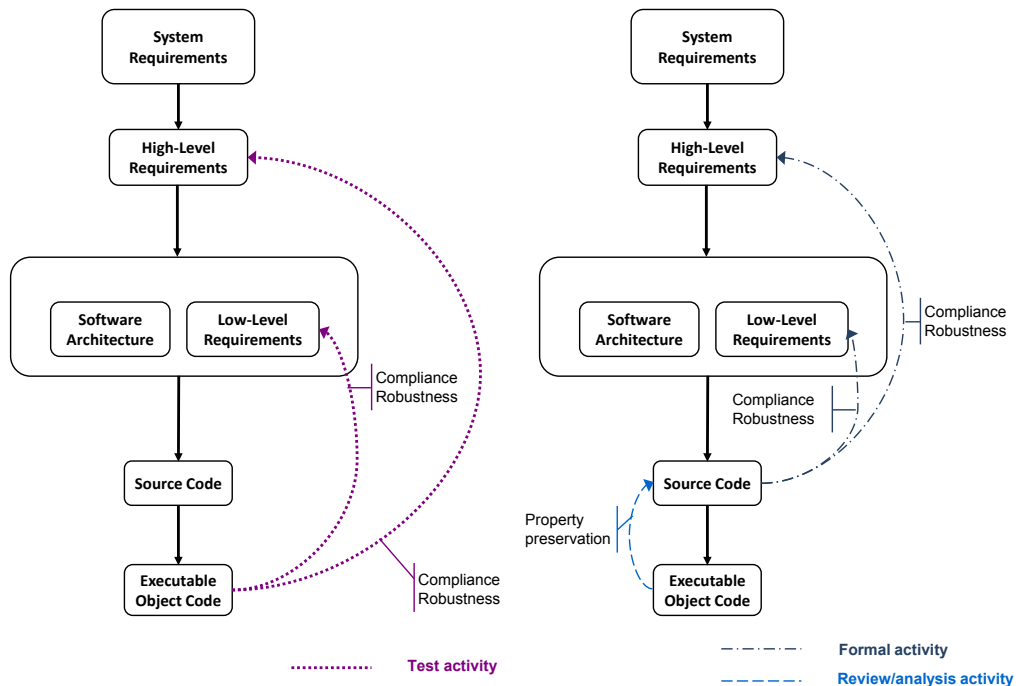 System
Requirements
High-Level
Requirements
Software
Architecture
Low-Level
Requirements
Compliance
Robustness
Source Code
Executable
Object Code
Compliance
Robustness
Test activity
System
Requirements
High-Level
Requirements
Software
Architecture
Low-Level
Requirements
Compliance
Robustness
Compliance
Robustness
Source Code
Property
preservation
Executable
Object Code
Formal activity
Review/analysis activity